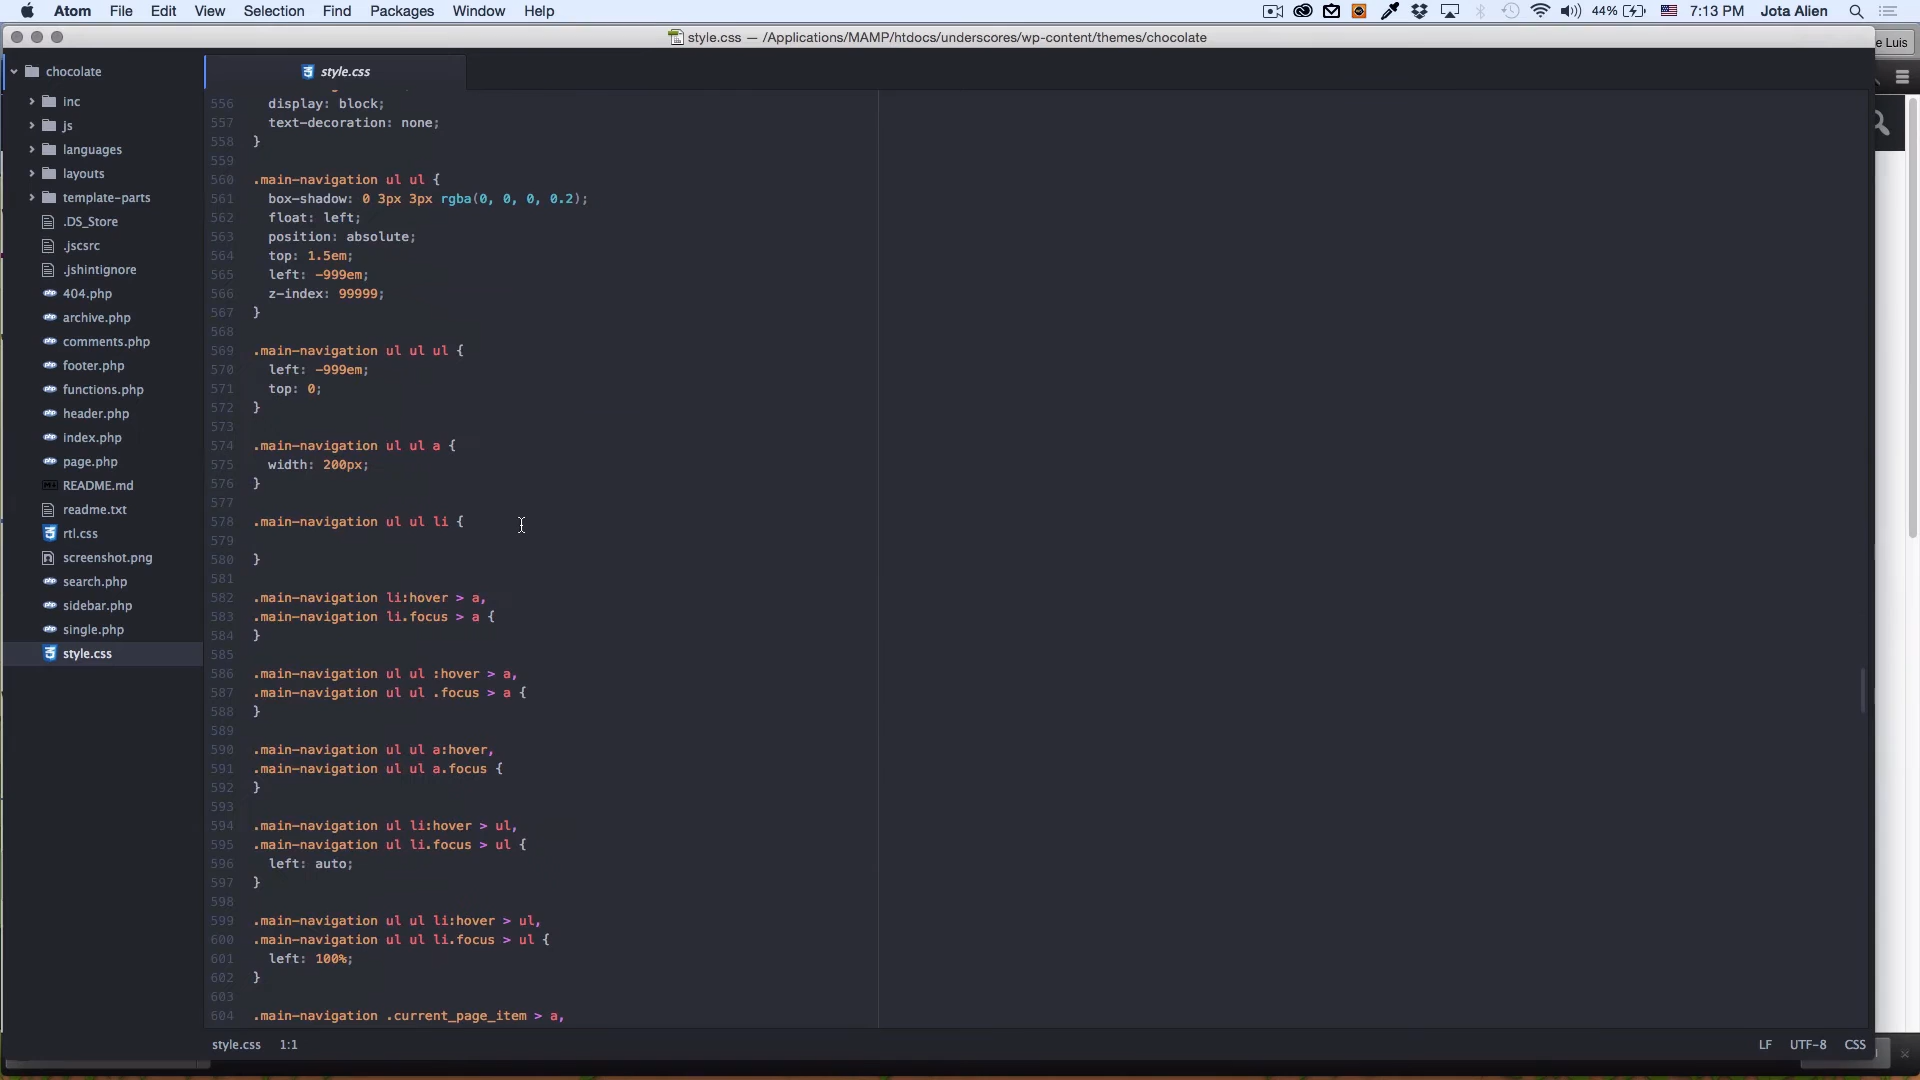 Atom File Edit View Selection Find Packages Window Help 44% 7:13 PM Jota Alien
style.css — /Applications/MAMP/htdocs/underscores/wp-content/themes/chocolate
e Luis
chocolate
inc
js
languages
layouts
template-parts
.DS_Store
.jscsrc
.jshintignore
404.php
archive.php
comments.php
footer.php
functions.php
header.php
index.php
page.php
README.md
readme.txt
rtl.css
screenshot.png
search.php
sidebar.php
single.php
style.css
style.css
556 display: block;
557 text-decoration: none;
558 }
559
560 .main-navigation ul ul {
561 box-shadow: 0 3px 3px rgba(0, 0, 0, 0.2);
562 float: left;
563 position: absolute;
564 top: 1.5em;
565 left: -999em;
566 z-index: 99999;
567 }
568
569 .main-navigation ul ul ul {
570 left: -999em;
571 top: 0;
572 }
573
574 .main-navigation ul ul a {
575 width: 200px;
576 }
577
578 .main-navigation ul ul li {
579
580 }
581
582 .main-navigation li:hover > a,
583 .main-navigation li.focus > a {
584 }
585
586 .main-navigation ul ul :hover > a,
587 .main-navigation ul ul .focus > a {
588 }
589
590 .main-navigation ul ul a:hover,
591 .main-navigation ul ul a.focus {
592 }
593
594 .main-navigation ul li:hover > ul,
595 .main-navigation ul li.focus > ul {
596 left: auto;
597 }
598
599 .main-navigation ul ul li:hover > ul,
600 .main-navigation ul ul li.focus > ul {
601 left: 100%;
602 }
603
604 .main-navigation .current_page_item > a,
style.css 1:1 LF UTF-8 CSS